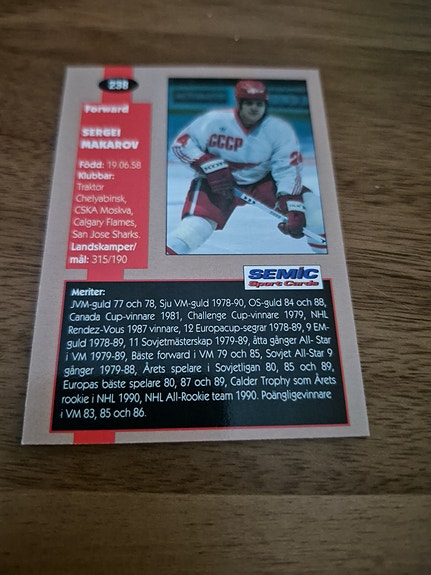 238
Forward
SERGEI
MAKAROV
Född: 19.06.58
Klubbar:
Traktor
Chelyabinsk,
CSKA Moskva,
Calgary Flames,
San Jose Sharks.
Landskamper/
mål: 315/190
CCCP
24
SEMIC
Sport Cards
Meriter:
JVM-guld 77 och 78, Sju VM-guld 1978-90, OS-guld 84 och 88,
Canada Cup-vinnare 1981, Challenge Cup-vinnare 1979, NHL
Rendez-Vous 1987 vinnare, 12 Europacup-segrar 1978-89, 9 EM-
guld 1978-89, 11 Sovjetmästerskap 1979-89, åtta gånger All-Star
i VM 1979-89, Bäste forward i VM 79 och 85, Sovjet All-Star 9
gånger 1979-88, Årets spelare i Sovjetligan 80, 85 och 89,
Europas bäste spelare 80, 87 och 89, Calder Trophy som Årets
rookie i NHL 1990, NHL All-Rookie team 1990. Poängligevinnare
i VM 83, 85 och 86.